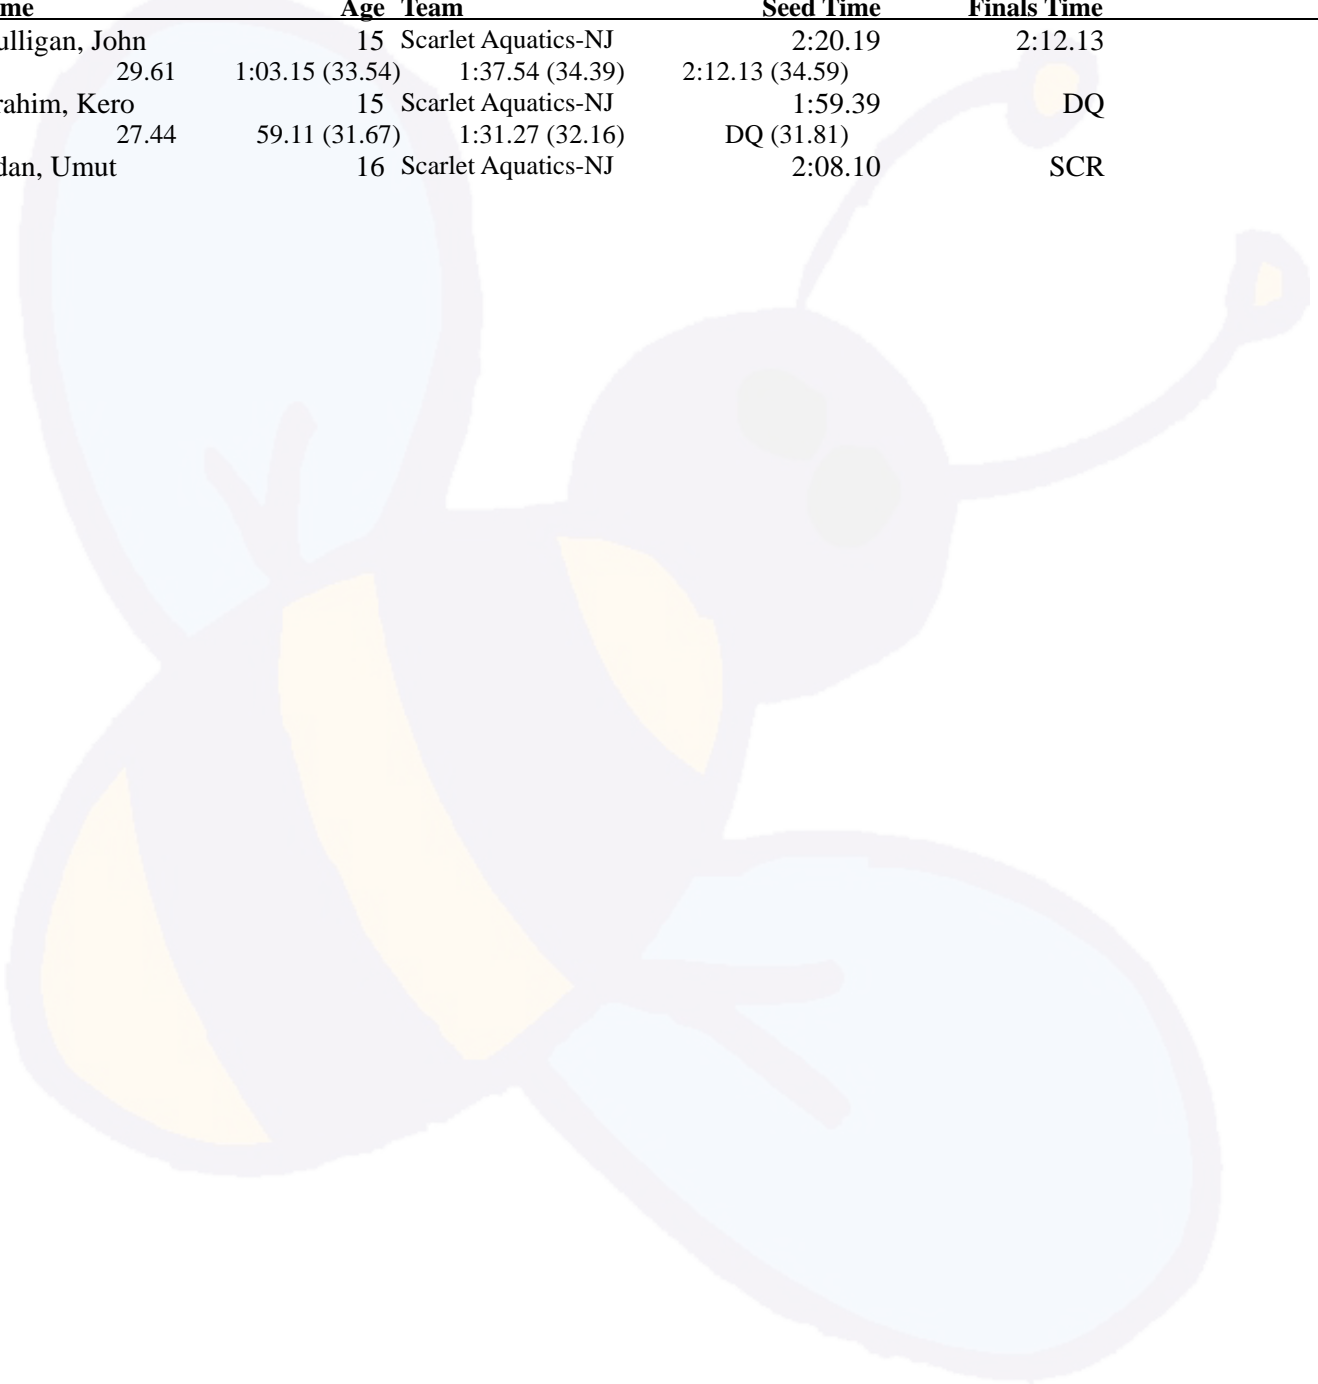 me Age Team Seed Time Finals Time
ulligan, John 15 Scarlet Aquatics-NJ 2:20.19 2:12.13
29.61 1:03.15 (33.54) 1:37.54 (34.39) 2:12.13 (34.59)
rahim, Kero 15 Scarlet Aquatics-NJ 1:59.39 DQ
27.44 59.11 (31.67) 1:31.27 (32.16) DQ (31.81)
dan, Umut 16 Scarlet Aquatics-NJ 2:08.10 SCR